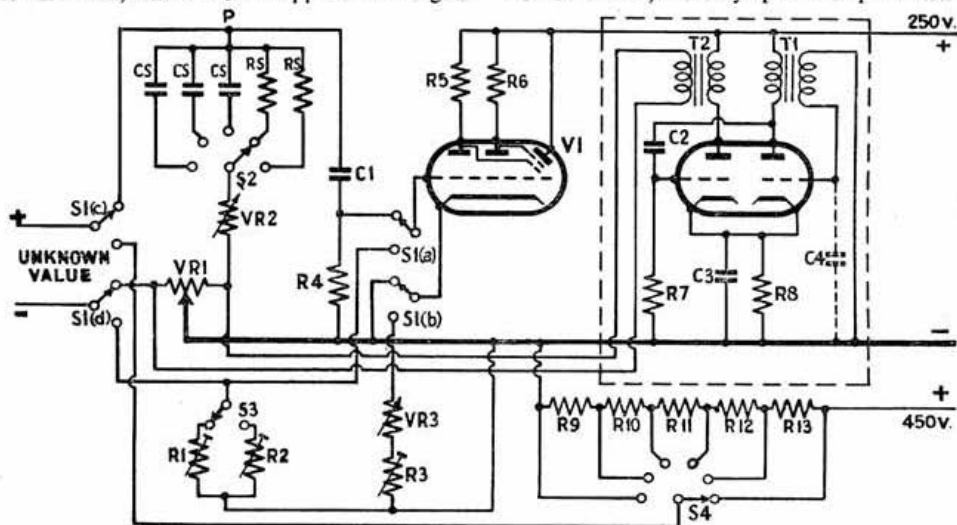 P
250v.
+
T2
T1
CS
CS
CS
RS
RS
R5
R6
V1
C2
C1
S2
S1(c)
+
VR2
UNKNOWN
VALUE
VR1
S1(a)
R4
-
S1(d)
S1(b)
R7
C3
R8
C4
-
+
450v.
S3
R1
R2
VR3
R3
R9
R10
R11
R12
R13
S4